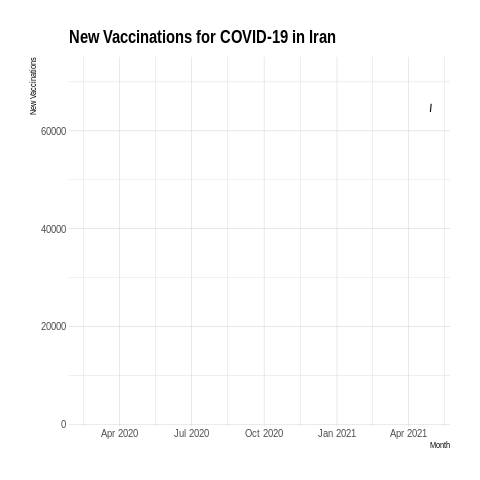 New Vaccinations for COVID-19 in Iran
New Vaccinations
60000
40000
20000
0
Apr 2020 Jul 2020 Oct 2020 Jan 2021 Apr 2021
Month